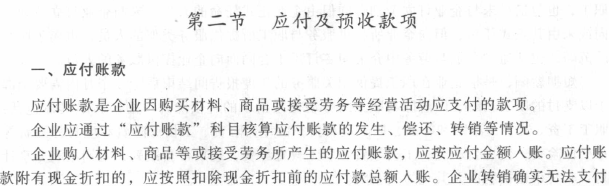 第二节 应付及预收款项
一、应付账款
应付账款是企业因购买材料、商品或接受劳务等经营活动应支付的款项。
企业应通过“应付账款”科目核算应付账款的发生、偿还、转销等情况。
企业购入材料、商品等或接受劳务所产生的应付账款，应按应付金额入账。应付账
款附有现金折扣的，应按照扣除现金折扣前的应付款总额入账。企业转销确实无法支付